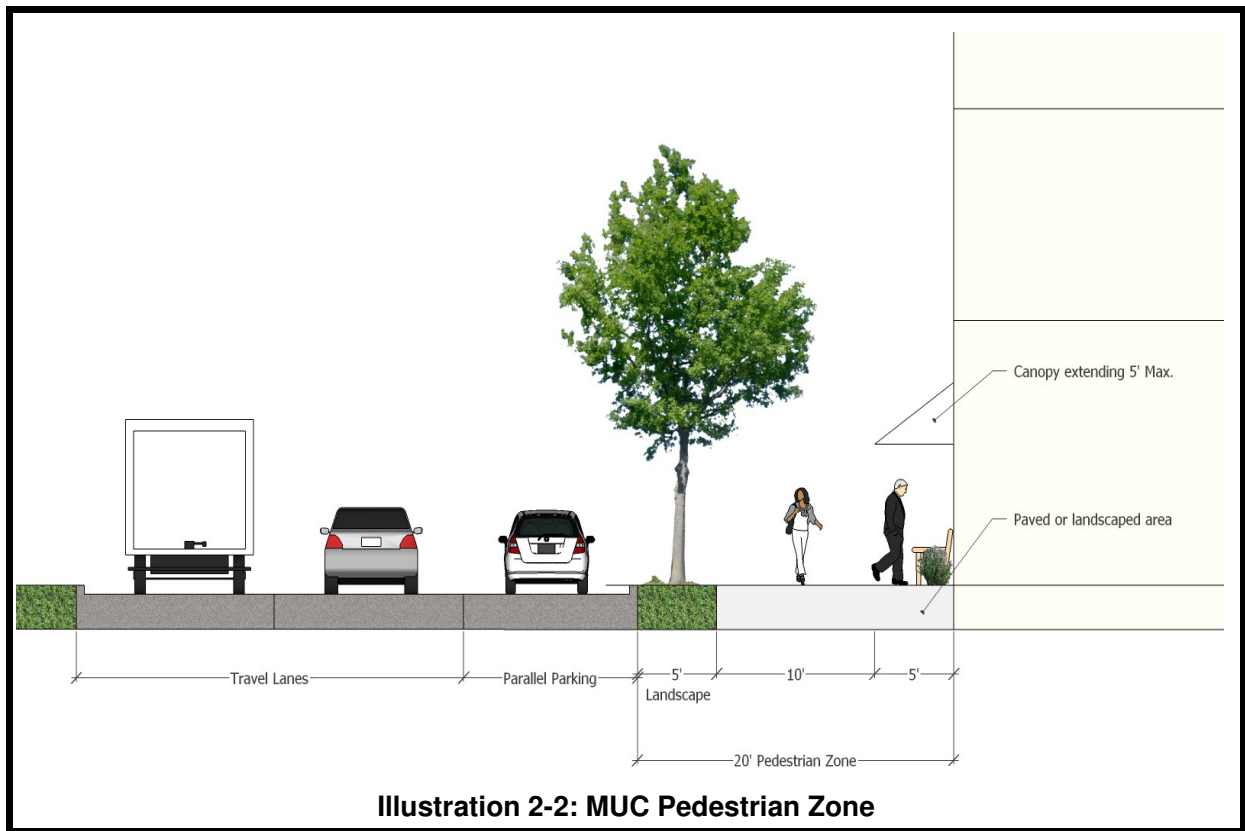 Canopy extending 5' Max.
Paved or landscaped area
Travel Lanes
Parallel Parking
5'
10'
5'
Landscape
20' Pedestrian Zone
Illustration 2-2: MUC Pedestrian Zone